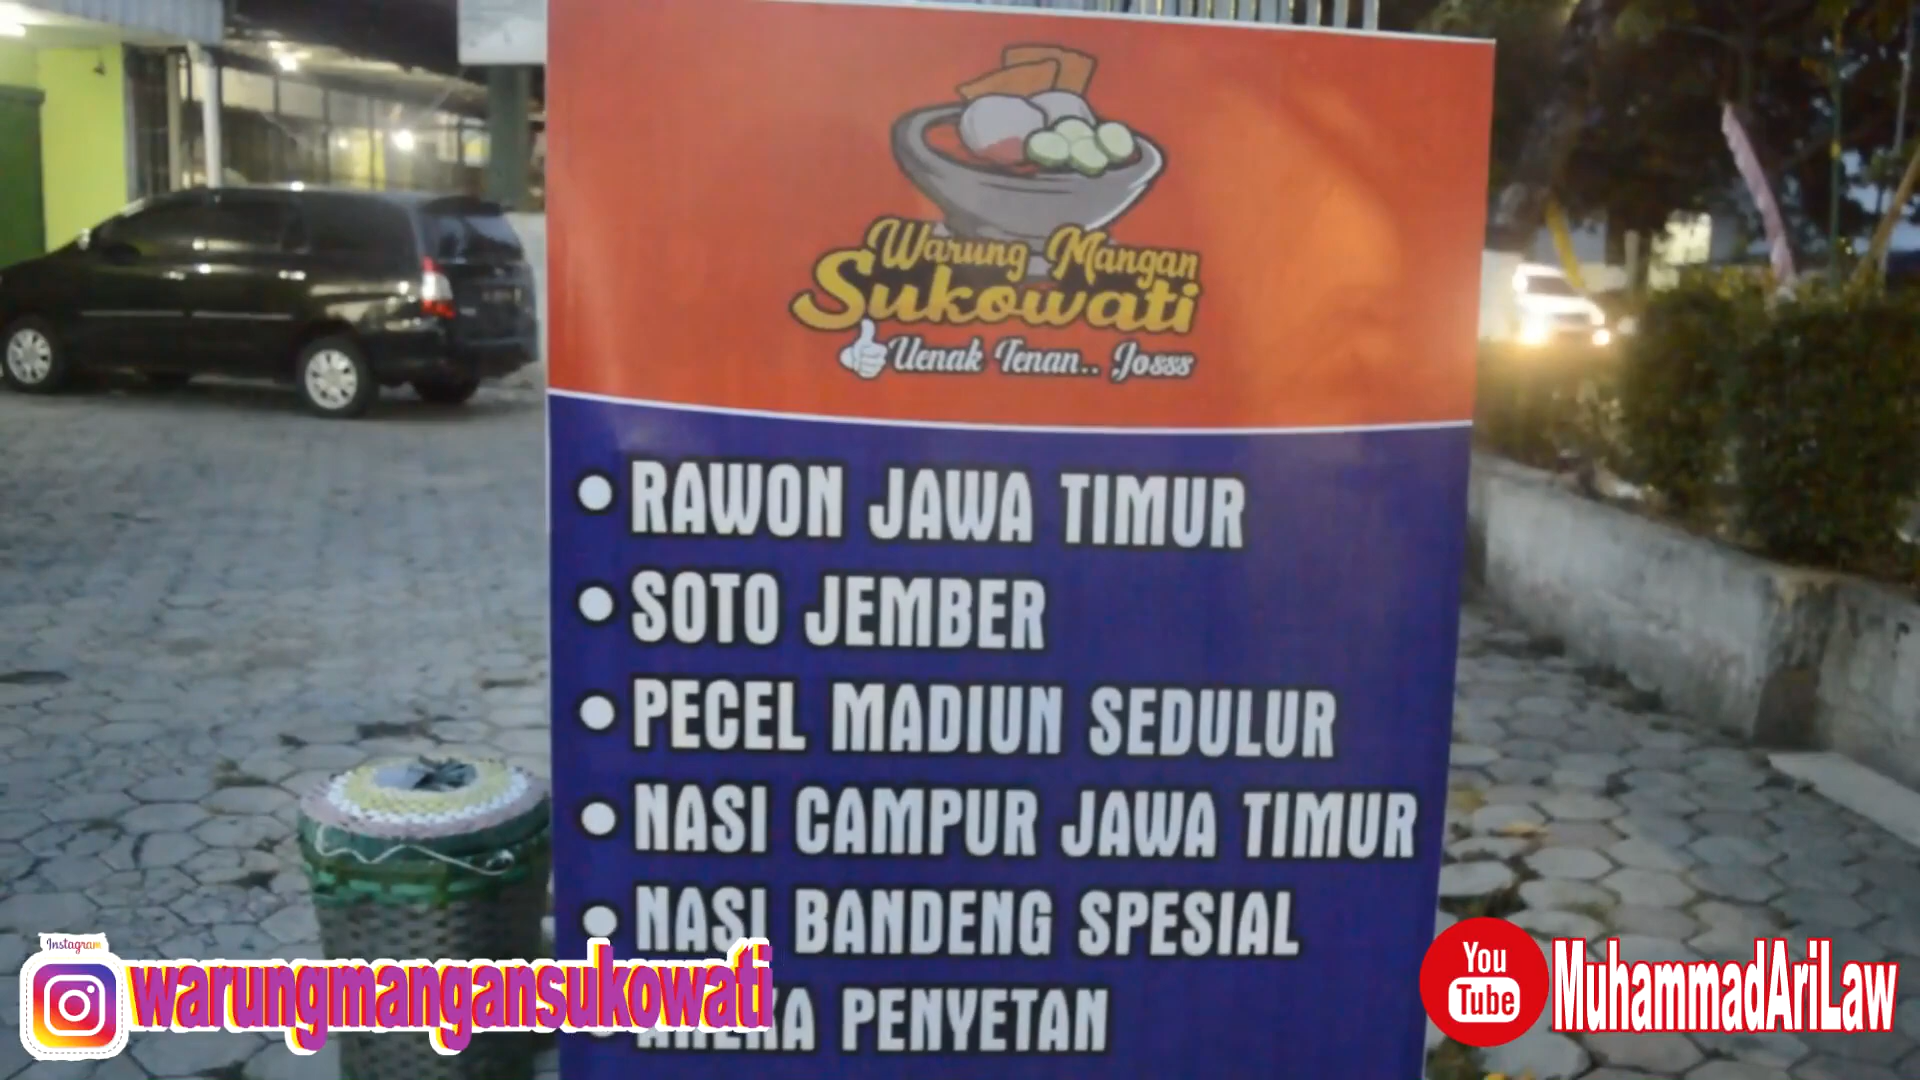 Warung Mangan
Sukowati
Uenak Tenan.. Josss
• RAWON JAWA TIMUR
• SOTO JEMBER
• PECEL MADIUN SEDULUR
• NASI CAMPUR JAWA TIMUR
• NASI BANDENG SPESIAL
PENYETAN
Instagram
warungmangansukowati
You
Tube
MuhammadAriLaw